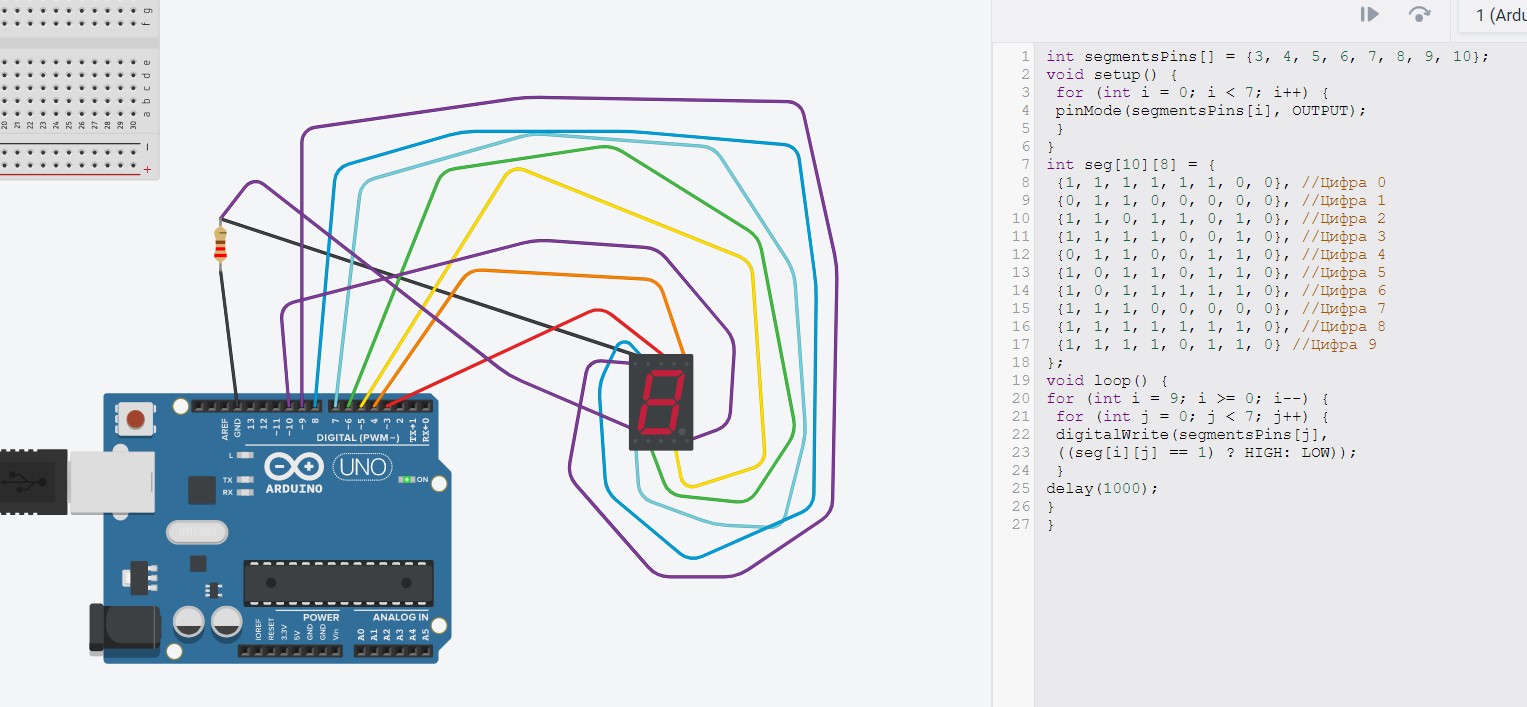 g
f
e
d
c
b
a
20 21 22 23 24 25 26 27 28 29 30
−
+
AREF
GND
13
12
~11
~10
~9
8
7
~6
~5
4
~3
2
TX→1
RX←0
DIGITAL (PWM~)
L
TX
RX
ARDUINO
UNO
ON
POWER
ANALOG IN
IOREF
RESET
3.3V
5V
GND
GND
Vin
A0
A1
A2
A3
A4
A5
1 (Ardu
1 int segmentsPins[] = {3, 4, 5, 6, 7, 8, 9, 10};
2 void setup() {
3 for (int i = 0; i < 7; i++) {
4 pinMode(segmentsPins[i], OUTPUT);
5 }
6 }
7 int seg[10][8] = {
8 {1, 1, 1, 1, 1, 1, 0, 0}, //Цифра 0
9 {0, 1, 1, 0, 0, 0, 0, 0}, //Цифра 1
10 {1, 1, 0, 1, 1, 0, 1, 0}, //Цифра 2
11 {1, 1, 1, 1, 0, 0, 1, 0}, //Цифра 3
12 {0, 1, 1, 0, 0, 1, 1, 0}, //Цифра 4
13 {1, 0, 1, 1, 0, 1, 1, 0}, //Цифра 5
14 {1, 0, 1, 1, 1, 1, 1, 0}, //Цифра 6
15 {1, 1, 1, 0, 0, 0, 0, 0}, //Цифра 7
16 {1, 1, 1, 1, 1, 1, 1, 0}, //Цифра 8
17 {1, 1, 1, 1, 0, 1, 1, 0} //Цифра 9
18 };
19 void loop() {
20 for (int i = 9; i >= 0; i--) {
21 for (int j = 0; j < 7; j++) {
22 digitalWrite(segmentsPins[j],
23 ((seg[i][j] == 1) ? HIGH: LOW));
24 }
25 delay(1000);
26 }
27 }